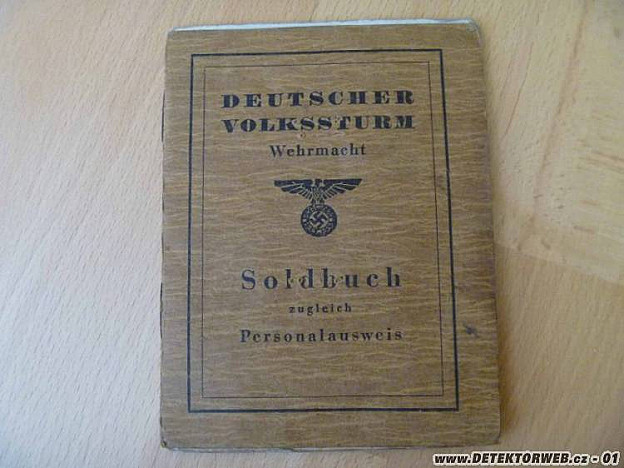 DEUTSCHER
VOLKSSTURM
Wehrmacht
Soldbuch
zugleich
Personalausweis
www.DETEKTORWEB.cz - 01